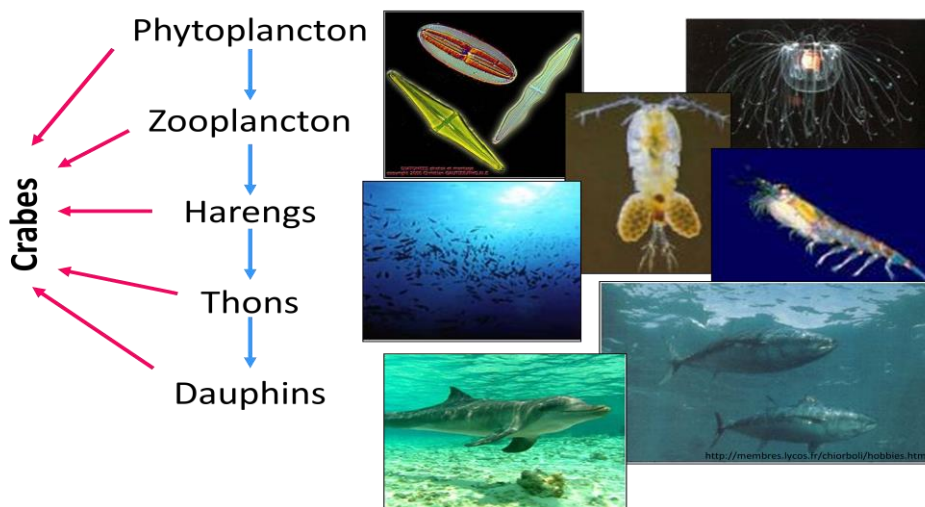 Phytoplancton
Zooplancton
Crabes
Harengs
Thons
Dauphins
http://membres.lycos.fr/chiorboli/hobbies.htm